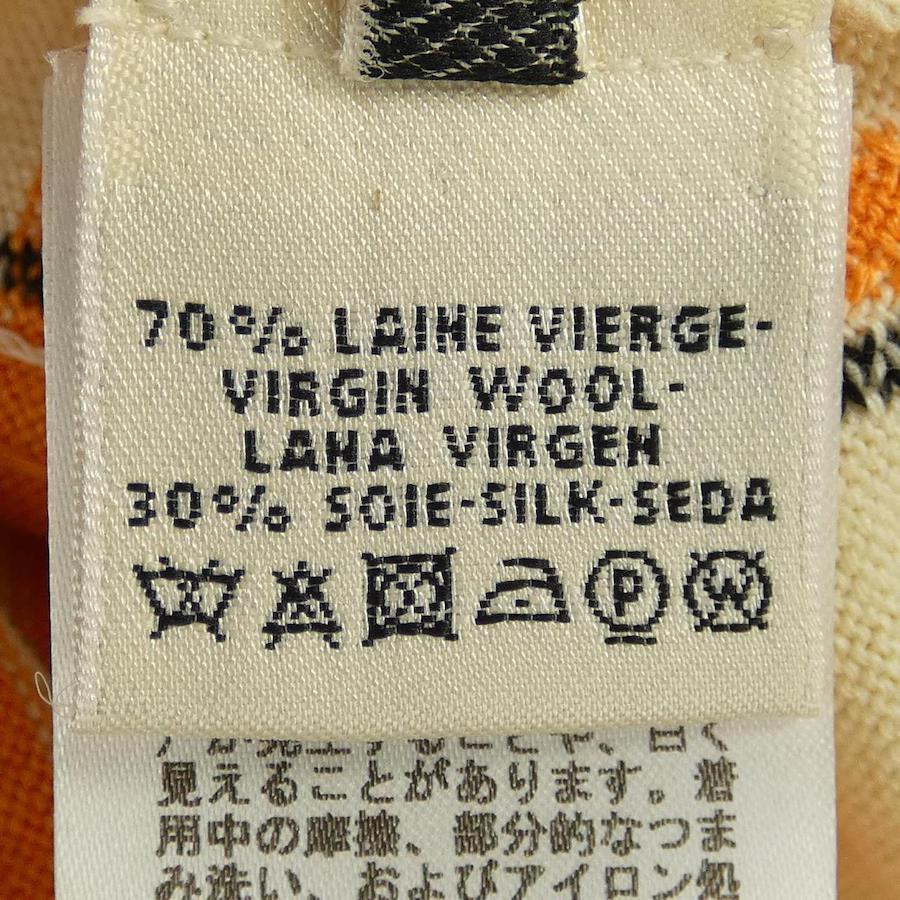 70% LAINE VIERGE-
VIRGIN WOOL-
LANA VIRGEN
30% SOIE-SILK-SEDA
P W
見えることがあります。着
用中の摩擦、部分的なつま
み洗い、およびアイロン処